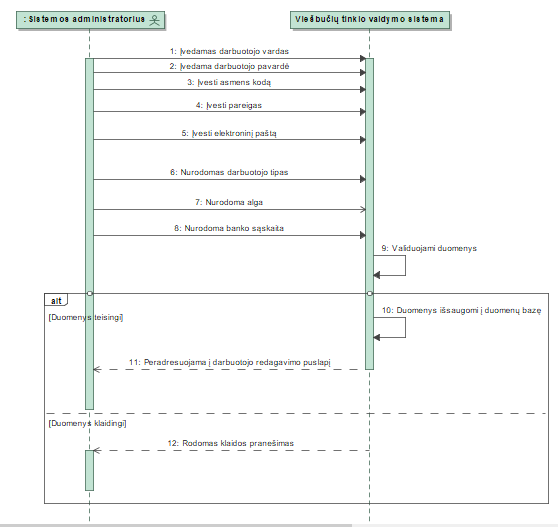 : Sistemos administratorius
Viešbučių tinklo valdymo sistema
1: Įvedamas darbuotojo vardas
2: Įvedama darbuotojo pavardė
3: Įvesti asmens kodą
4: Įvesti pareigas
5: Įvesti elektroninį paštą
6: Nurodomas darbuotojo tipas
7: Nurodoma alga
8: Nurodoma banko sąskaita
9: Validuojami duomenys
alt
[Duomenys teisingi]
10: Duomenys išsaugomi į duomenų bazę
11: Peradresuojama į darbuotojo redagavimo puslapį
[Duomenys klaidingi]
12: Rodomas klaidos pranešimas